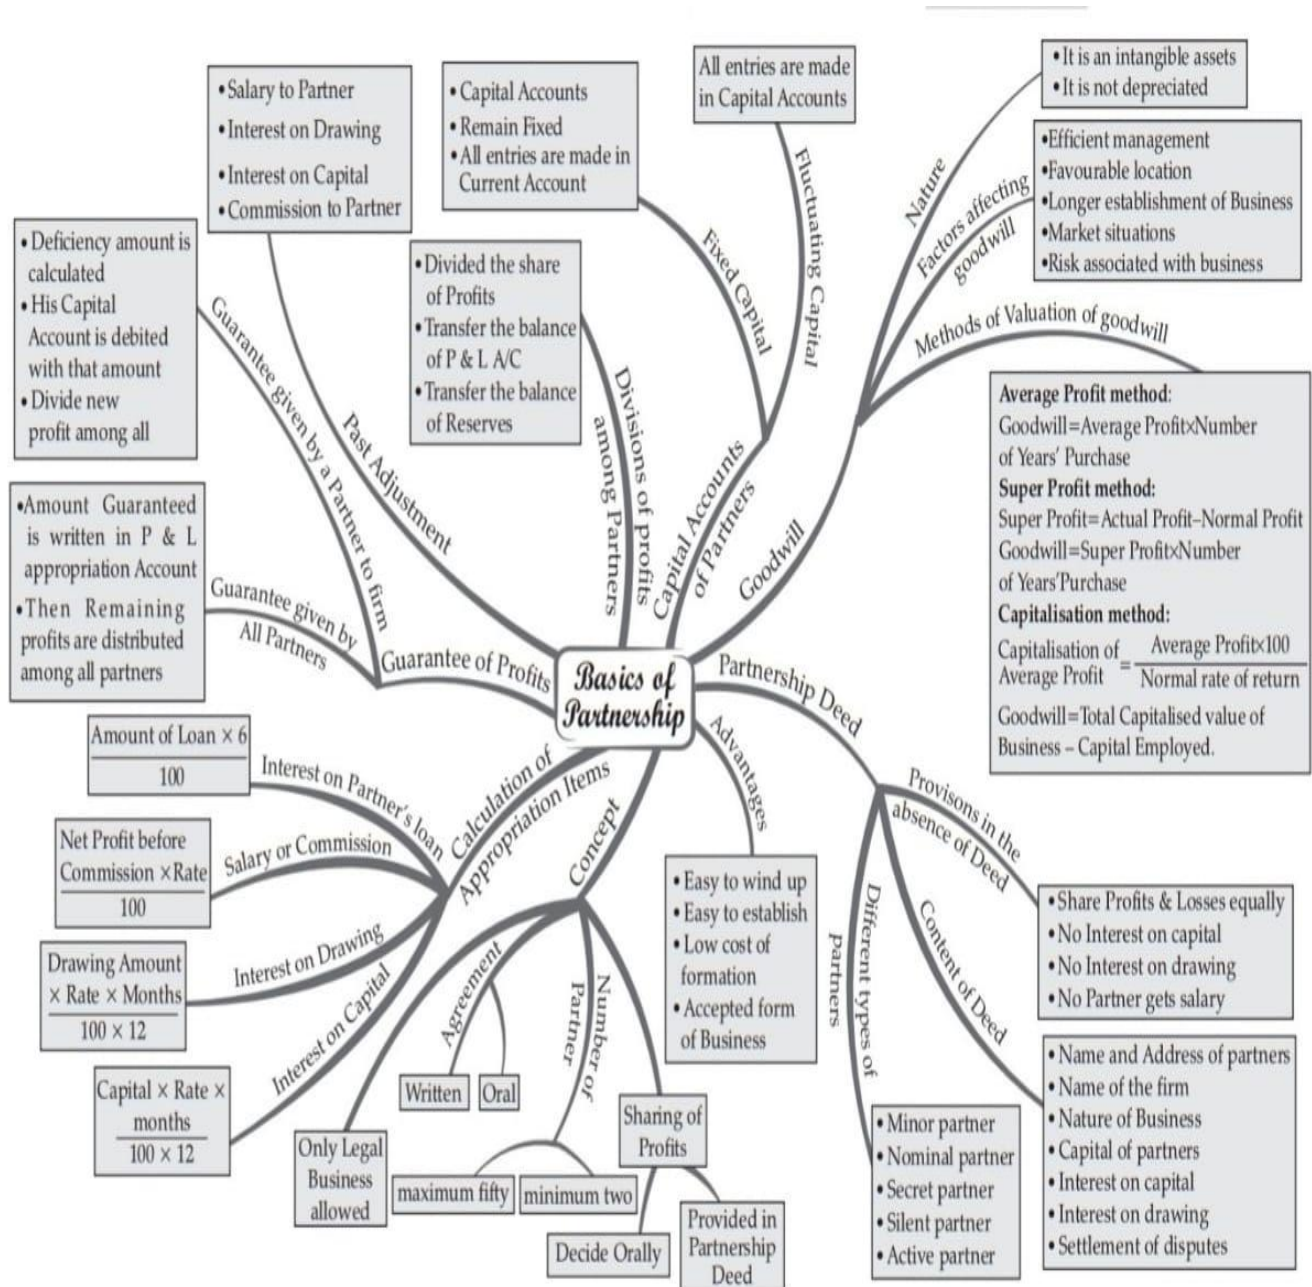 Basics of
Partnership
Goodwill
Nature
• It is an intangible assets
• It is not depreciated
Factors affecting
goodwill
•Efficient management
•Favourable location
•Longer establishment of Business
•Market situations
•Risk associated with business
Methods of Valuation of goodwill
Average Profit method:
Goodwill=Average Profit×Number
of Years' Purchase
Super Profit method:
Super Profit=Actual Profit–Normal Profit
Goodwill=Super Profit×Number
of Years'Purchase
Capitalisation method:
Capitalisation of
Average Profit
=
Average Profit×100
Normal rate of return
Goodwill=Total Capitalised value of
Business – Capital Employed.
Partnership Deed
Provisons in the
absence of Deed
• Share Profits & Losses equally
• No Interest on capital
• No Interest on drawing
• No Partner gets salary
Content of Deed
• Name and Address of partners
• Name of the firm
• Nature of Business
• Capital of partners
• Interest on capital
• Interest on drawing
• Settlement of disputes
Different types of
partners
• Minor partner
• Nominal partner
• Secret partner
• Silent partner
• Active partner
Advantages
• Easy to wind up
• Easy to establish
• Low cost of
formation
• Accepted form
of Business
Concept
Sharing of
Profits
Decide Orally
Provided in
Partnership
Deed
Number of
Partner
maximum fifty
minimum two
Agreement
Written
Oral
Only Legal
Business
allowed
Calculation of
Appropriation Items
Interest on Capital
Capital × Rate ×
months
100 × 12
Interest on Drawing
Drawing Amount
× Rate × Months
100 × 12
Salary or Commission
Net Profit before
Commission ×Rate
100
Interest on Partner's loan
Amount of Loan × 6
100
Guarantee of Profits
Guarantee given by
All Partners
•Amount Guaranteed
is written in P & L
appropriation Account
•Then Remaining
profits are distributed
among all partners
Guarantee given by a Partner to firm
• Deficiency amount is
calculated
• His Capital
Account is debited
with that amount
• Divide new
profit among all
Past Adjustment
•Salary to Partner
•Interest on Drawing
•Interest on Capital
•Commission to Partner
Divisions of profits
among Partners
•Divided the share
of Profits
•Transfer the balance
of P & L A/C
•Transfer the balance
of Reserves
Capital Accounts
of Partners
Fixed Capital
• Capital Accounts
• Remain Fixed
•All entries are made in
Current Account
Fluctuating Capital
All entries are made
in Capital Accounts